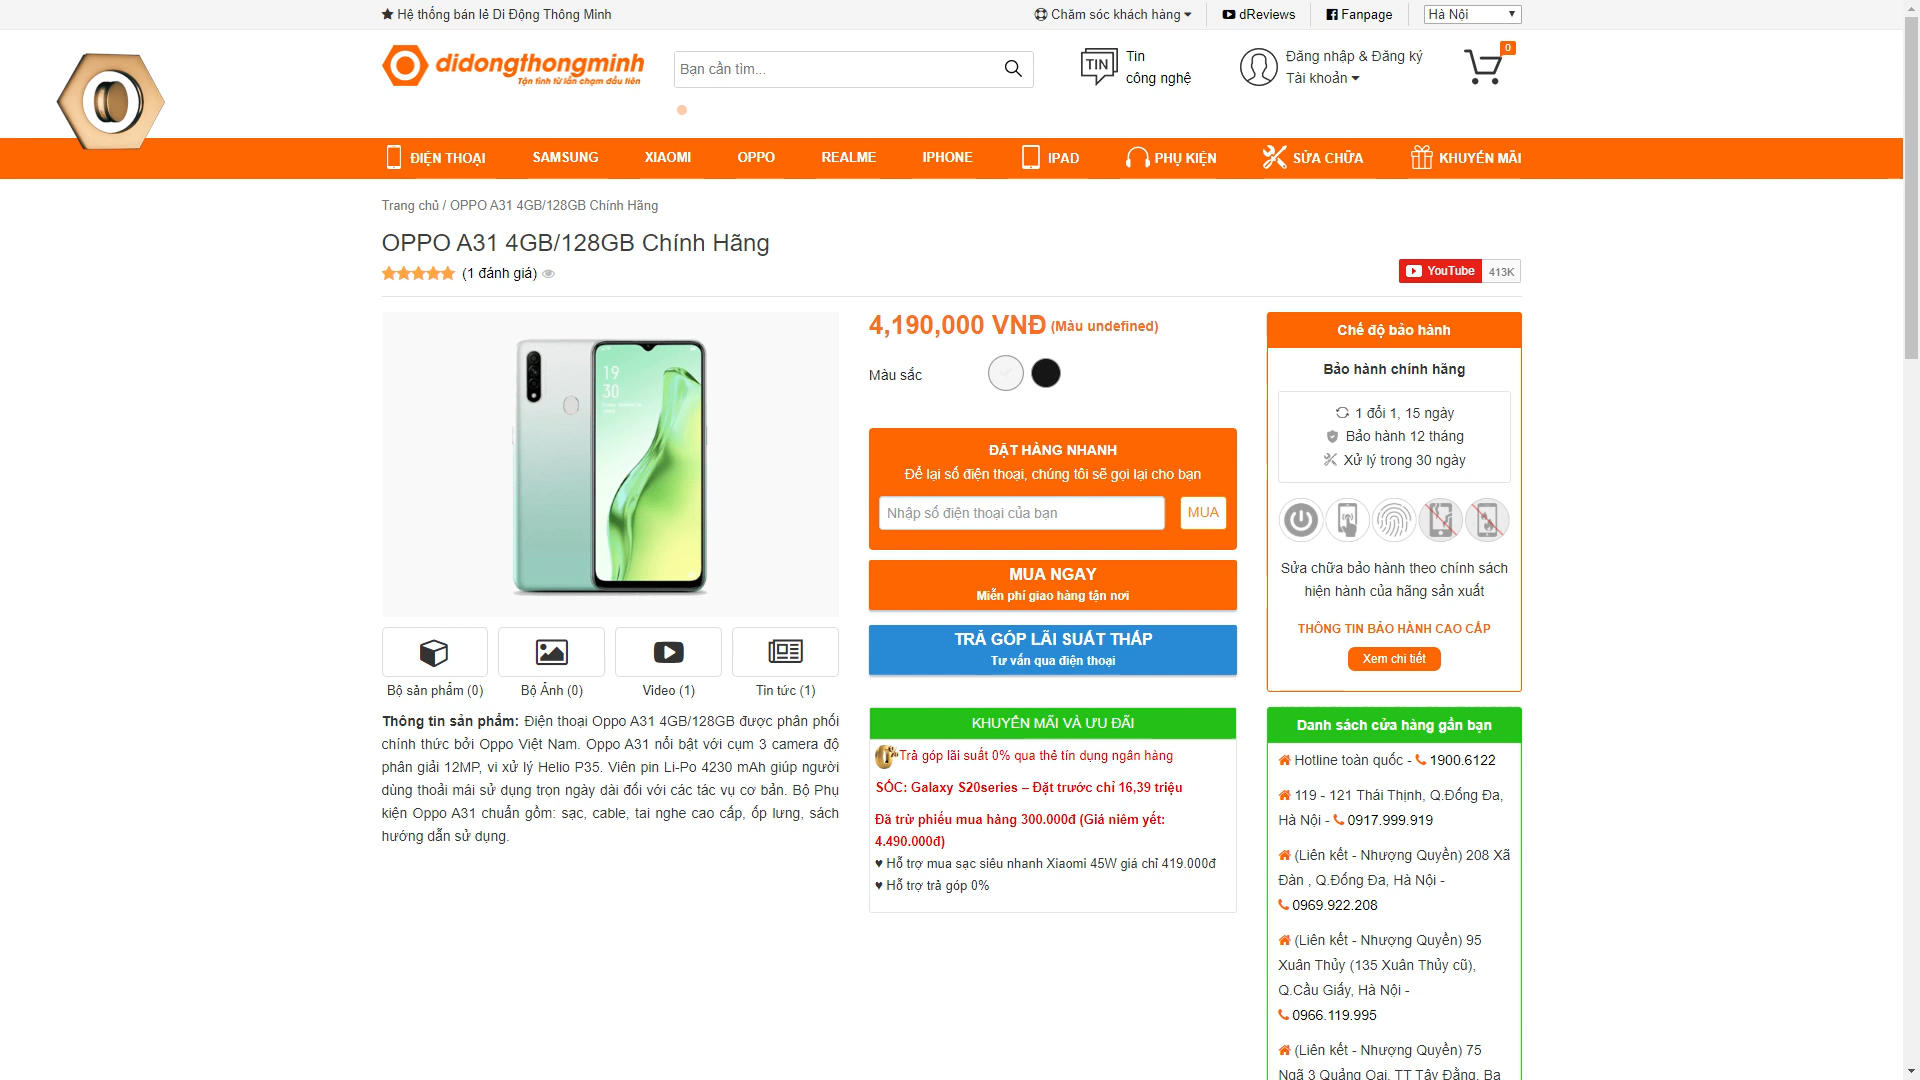 Hệ thống bán lẻ Di Động Thông Minh
Chăm sóc khách hàng
dReviews
Fanpage
Hà Nội
didongthongminh
Tận tình từ lần chạm đầu tiên
Bạn cần tìm...
TIN
Tin
công nghệ
Đăng nhập & Đăng ký
Tài khoản
0
ĐIỆN THOẠI
SAMSUNG
XIAOMI
OPPO
REALME
IPHONE
IPAD
PHỤ KIỆN
SỬA CHỮA
KHUYẾN MÃI
Trang chủ / OPPO A31 4GB/128GB Chính Hãng
OPPO A31 4GB/128GB Chính Hãng
(1 đánh giá)
YouTube
413K
19
30
Bộ sản phẩm (0)
Bộ Ảnh (0)
Video (1)
Tin tức (1)
Thông tin sản phẩm: Điện thoại Oppo A31 4GB/128GB được phân phối
chính thức bởi Oppo Việt Nam. Oppo A31 nổi bật với cụm 3 camera độ
phân giải 12MP, vi xử lý Helio P35. Viên pin Li-Po 4230 mAh giúp người
dùng thoải mái sử dụng trọn ngày dài đối với các tác vụ cơ bản. Bộ Phụ
kiện Oppo A31 chuẩn gồm: sạc, cable, tai nghe cao cấp, ốp lưng, sách
hướng dẫn sử dụng.
4,190,000 VNĐ (Màu undefined)
Màu sắc
ĐẶT HÀNG NHANH
Để lại số điện thoại, chúng tôi sẽ gọi lại cho bạn
Nhập số điện thoại của bạn
MUA
MUA NGAY
Miễn phí giao hàng tận nơi
TRẢ GÓP LÃI SUẤT THẤP
Tư vấn qua điện thoại
KHUYẾN MÃI VÀ ƯU ĐÃI
Trả góp lãi suất 0% qua thẻ tín dụng ngân hàng
SỐC: Galaxy S20series – Đặt trước chỉ 16,39 triệu
Đã trừ phiếu mua hàng 300.000đ (Giá niêm yết:
4.490.000đ)
♥ Hỗ trợ mua sạc siêu nhanh Xiaomi 45W giá chỉ 419.000đ
♥ Hỗ trợ trả góp 0%
Chế độ bảo hành
Bảo hành chính hãng
1 đổi 1, 15 ngày
Bảo hành 12 tháng
Xử lý trong 30 ngày
Sửa chữa bảo hành theo chính sách
hiện hành của hãng sản xuất
THÔNG TIN BẢO HÀNH CAO CẤP
Xem chi tiết
Danh sách cửa hàng gần bạn
Hotline toàn quốc - 1900.6122
119 - 121 Thái Thịnh, Q.Đống Đa,
Hà Nội - 0917.999.919
(Liên kết - Nhượng Quyền) 208 Xã
Đàn , Q.Đống Đa, Hà Nội -
0969.922.208
(Liên kết - Nhượng Quyền) 95
Xuân Thủy (135 Xuân Thủy cũ),
Q.Cầu Giấy, Hà Nội -
0966.119.995
(Liên kết - Nhượng Quyền) 75
Ngã 3 Quảng Oai, TT Tây Đằng, Ba